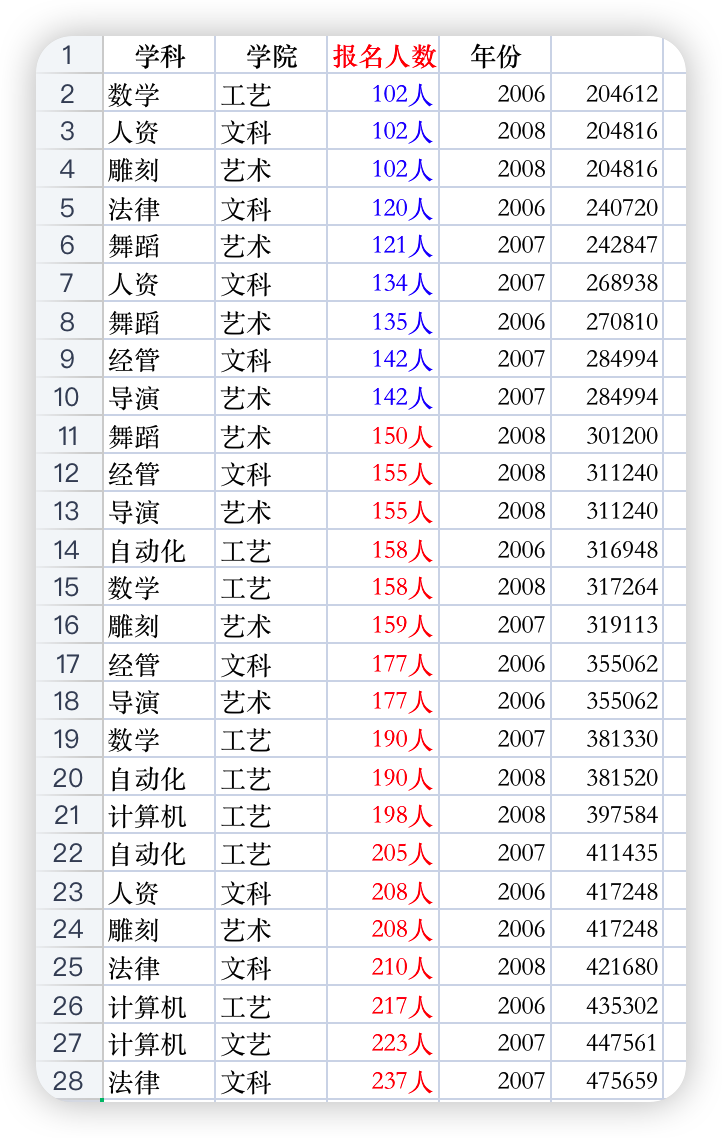 1 学科 学院 报名人数 年份
2 数学 工艺 102人 2006 204612
3 人资 文科 102人 2008 204816
4 雕刻 艺术 102人 2008 204816
5 法律 文科 120人 2006 240720
6 舞蹈 艺术 121人 2007 242847
7 人资 文科 134人 2007 268938
8 舞蹈 艺术 135人 2006 270810
9 经管 文科 142人 2007 284994
10 导演 艺术 142人 2007 284994
11 舞蹈 艺术 150人 2008 301200
12 经管 文科 155人 2008 311240
13 导演 艺术 155人 2008 311240
14 自动化 工艺 158人 2006 316948
15 数学 工艺 158人 2008 317264
16 雕刻 艺术 159人 2007 319113
17 经管 文科 177人 2006 355062
18 导演 艺术 177人 2006 355062
19 数学 工艺 190人 2007 381330
20 自动化 工艺 190人 2008 381520
21 计算机 工艺 198人 2008 397584
22 自动化 工艺 205人 2007 411435
23 人资 文科 208人 2006 417248
24 雕刻 艺术 208人 2006 417248
25 法律 文科 210人 2008 421680
26 计算机 工艺 217人 2006 435302
27 计算机 文艺 223人 2007 447561
28 法律 文科 237人 2007 475659